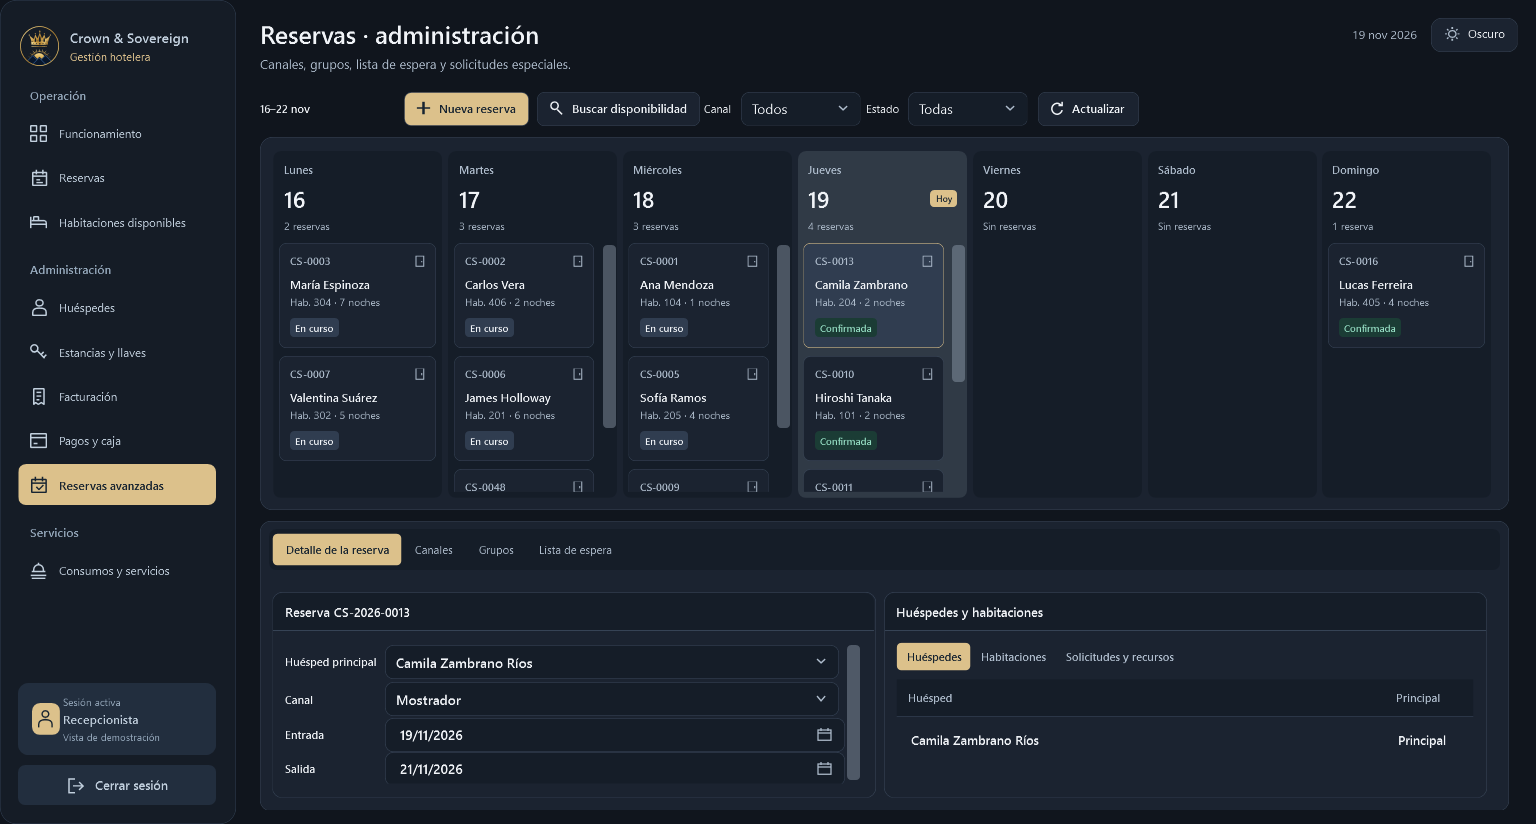 Crown & Sovereign
Gestión hotelera
Operación
Funcionamiento
Reservas
Habitaciones disponibles
Administración
Huéspedes
Estancias y llaves
Facturación
Pagos y caja
Reservas avanzadas
Servicios
Consumos y servicios
Sesión activa
Recepcionista
Vista de demostración
Cerrar sesión
Reservas · administración
19 nov 2026
Oscuro
Canales, grupos, lista de espera y solicitudes especiales.
16–22 nov
Nueva reserva
Buscar disponibilidad
Canal
Todos
Estado
Todas
Actualizar
Lunes
16
2 reservas
CS-0003
María Espinoza
Hab. 304 · 7 noches
En curso
CS-0007
Valentina Suárez
Hab. 302 · 5 noches
En curso
Martes
17
3 reservas
CS-0002
Carlos Vera
Hab. 406 · 2 noches
En curso
CS-0006
James Holloway
Hab. 201 · 6 noches
En curso
CS-0048
Miércoles
18
3 reservas
CS-0001
Ana Mendoza
Hab. 104 · 1 noches
En curso
CS-0005
Sofía Ramos
Hab. 205 · 4 noches
En curso
CS-0009
Jueves
19
Hoy
4 reservas
CS-0013
Camila Zambrano
Hab. 204 · 2 noches
Confirmada
CS-0010
Hiroshi Tanaka
Hab. 101 · 2 noches
Confirmada
CS-0011
Viernes
20
Sin reservas
Sábado
21
Sin reservas
Domingo
22
1 reserva
CS-0016
Lucas Ferreira
Hab. 405 · 4 noches
Confirmada
Detalle de la reserva
Canales
Grupos
Lista de espera
Reserva CS-2026-0013
Huésped principal
Camila Zambrano Ríos
Canal
Mostrador
Entrada
19/11/2026
Salida
21/11/2026
Huéspedes y habitaciones
Huéspedes
Habitaciones
Solicitudes y recursos
Huésped
Principal
Camila Zambrano Ríos
Principal